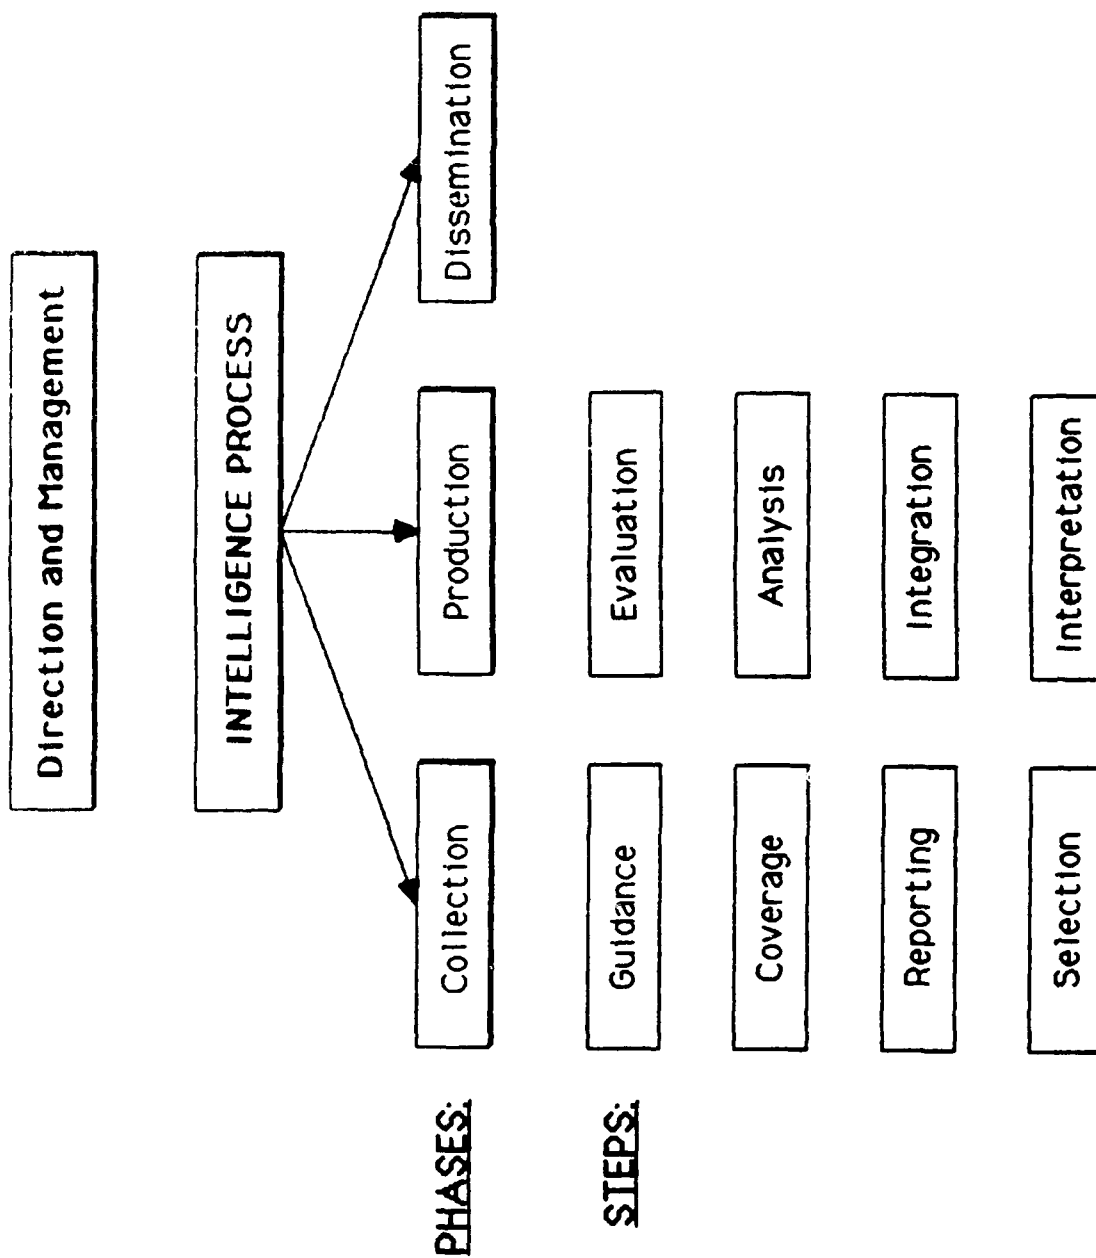 Direction and Management
INTELLIGENCE PROCESS
PHASES: Collection Production Dissemination
STEPS: Guidance Evaluation
Coverage Analysis
Reporting Integration
Selection Interpretation